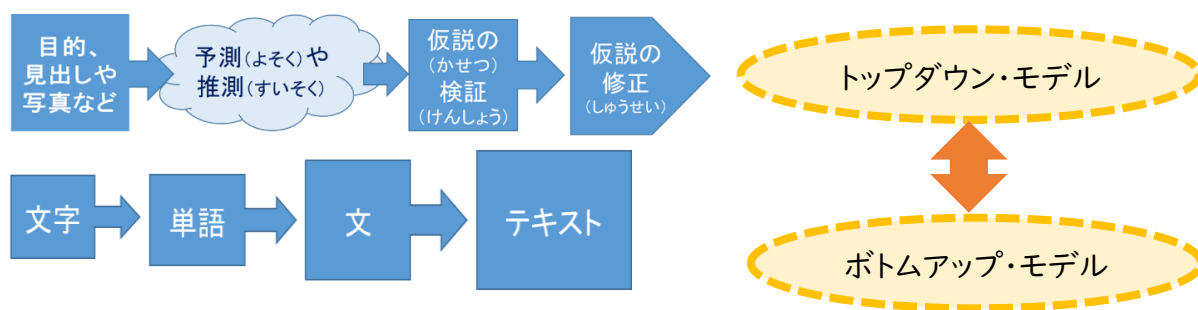 目的、
見出しや
写真など
予測(よそく)や
推測(すいそく)
仮説の
(かせつ)
検証
(けんしょう)
仮説の
修正
(しゅうせい)
トップダウン・モデル
文字
単語
文
テキスト
ボトムアップ・モデル